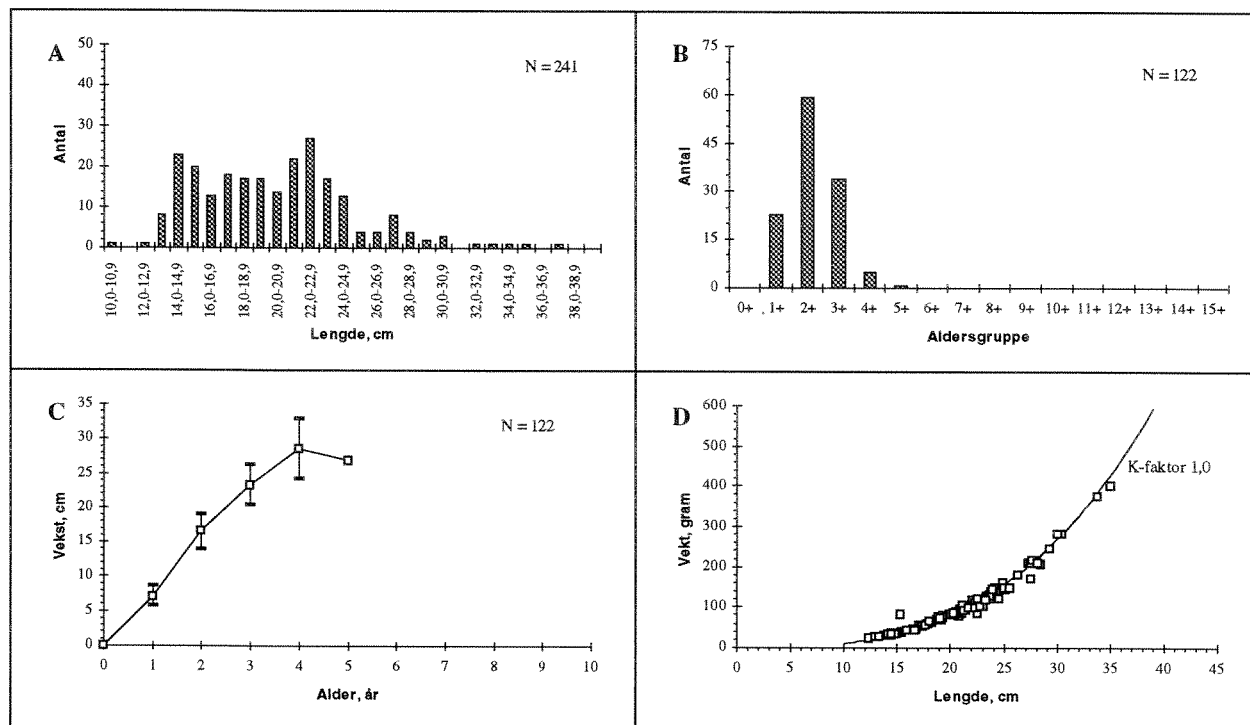 A
N = 241
Antal
50
40
30
20
10
0
10,0-10,9
12,0-12,9
14,0-14,9
16,0-16,9
18,0-18,9
20,0-20,9
22,0-22,9
24,0-24,9
26,0-26,9
28,0-28,9
30,0-30,9
32,0-32,9
34,0-34,9
36,0-36,9
38,0-38,9
Lengde, cm
B
N = 122
Antal
75
60
45
30
15
0
0+ 1+ 2+ 3+ 4+ 5+ 6+ 7+ 8+ 9+ 10+ 11+ 12+ 13+ 14+ 15+
Aldersgruppe
C
N = 122
Vekst, cm
35
30
25
20
15
10
5
0
0 1 2 3 4 5 6 7 8 9 10
Alder, år
D
K-faktor 1,0
Vekt, gram
600
500
400
300
200
100
0
0 5 10 15 20 25 30 35 40 45
Lengde, cm